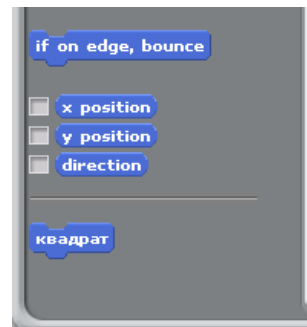 if on edge, bounce
x position
y position
direction
квадрат